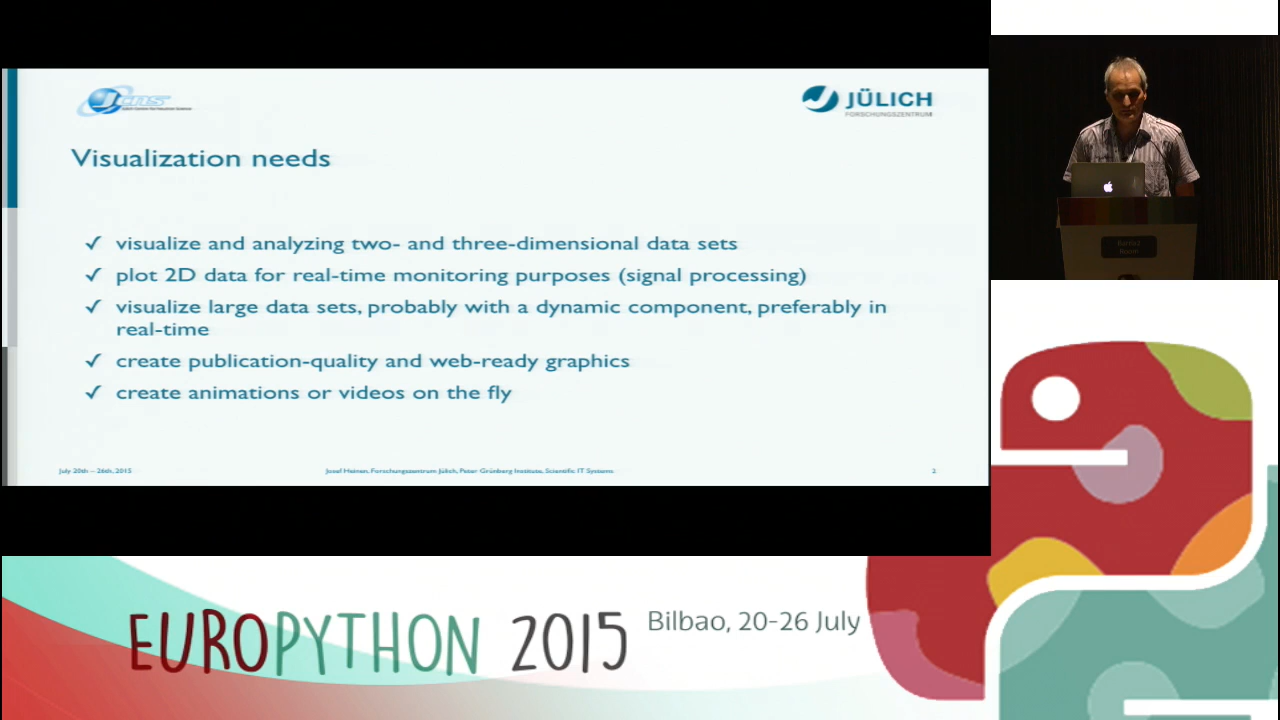 JCNS
JÜLICH
FORSCHUNGSZENTRUM
Visualization needs
✓ visualize and analyzing two- and three-dimensional data sets
✓ plot 2D data for real-time monitoring purposes (signal processing)
✓ visualize large data sets, probably with a dynamic component, preferably in
real-time
✓ create publication-quality and web-ready graphics
✓ create animations or videos on the fly
July 20th – 26th, 2015
Josef Heinen, Forschungszentrum Jülich, Peter Grünberg Institute, Scientific IT Systems
2
EUROPYTHON 2015
Bilbao, 20-26 July